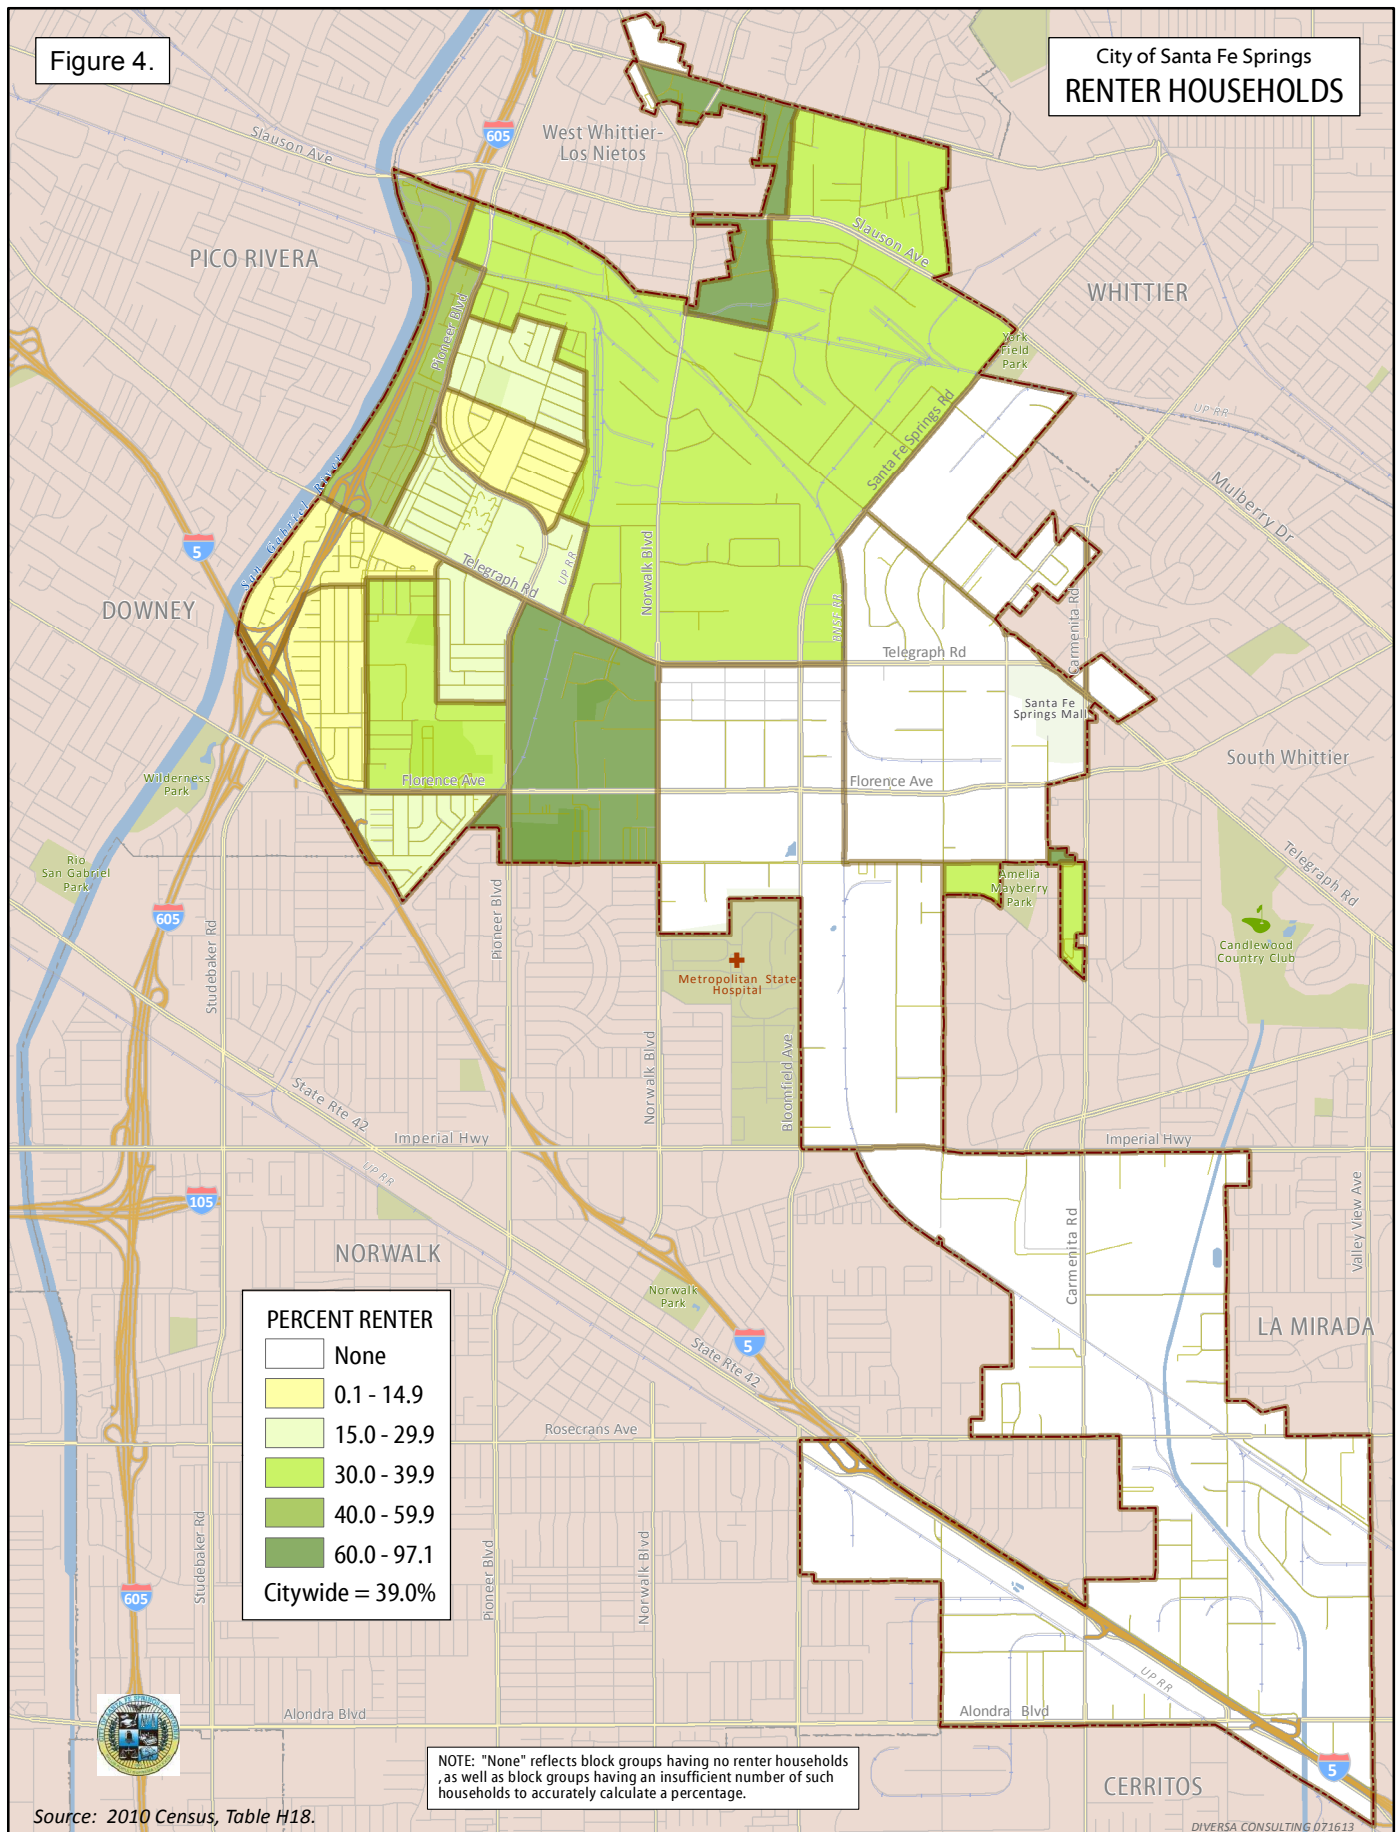 Figure 4.
City of Santa Fe Springs
RENTER HOUSEHOLDS
605
West Whittier-
Los Nietos
Slauson Ave
PICO RIVERA
Slauson Ave
WHITTIER
Pioneer Blvd
York
Field
Park
UP RR
Santa Fe Springs Rd
Mulberry Dr
San Gabriel River
5
Norwalk Blvd
UP RR
Telegraph Rd
BNSF RR
DOWNEY
Carmenita Rd
Telegraph Rd
Santa Fe
Springs Mall
South Whittier
Wilderness
Park
Florence Ave
Florence Ave
Rio
San Gabriel
Park
Telegraph Rd
Amelia
Mayberry
Park
605
Studebaker Rd
Pioneer Blvd
Candlewood
Country Club
Metropolitan State
Hospital
Norwalk Blvd
Bloomfield Ave
State Rte 42
Imperial Hwy
Imperial Hwy
UP RR
105
Valley View Ave
Carmenita Rd
NORWALK
Norwalk
Park
LA MIRADA
5
State Rte 42
PERCENT RENTER
None
0.1 - 14.9
15.0 - 29.9
30.0 - 39.9
40.0 - 59.9
60.0 - 97.1
Citywide = 39.0%
Rosecrans Ave
Studebaker Rd
Pioneer Blvd
Norwalk Blvd
605
UP RR
Alondra Blvd
Alondra Blvd
5
NOTE: "None" reflects block groups having no renter households
, as well as block groups having an insufficient number of such
households to accurately calculate a percentage.
CERRITOS
Source: 2010 Census, Table H18.
DIVERSA CONSULTING 071613